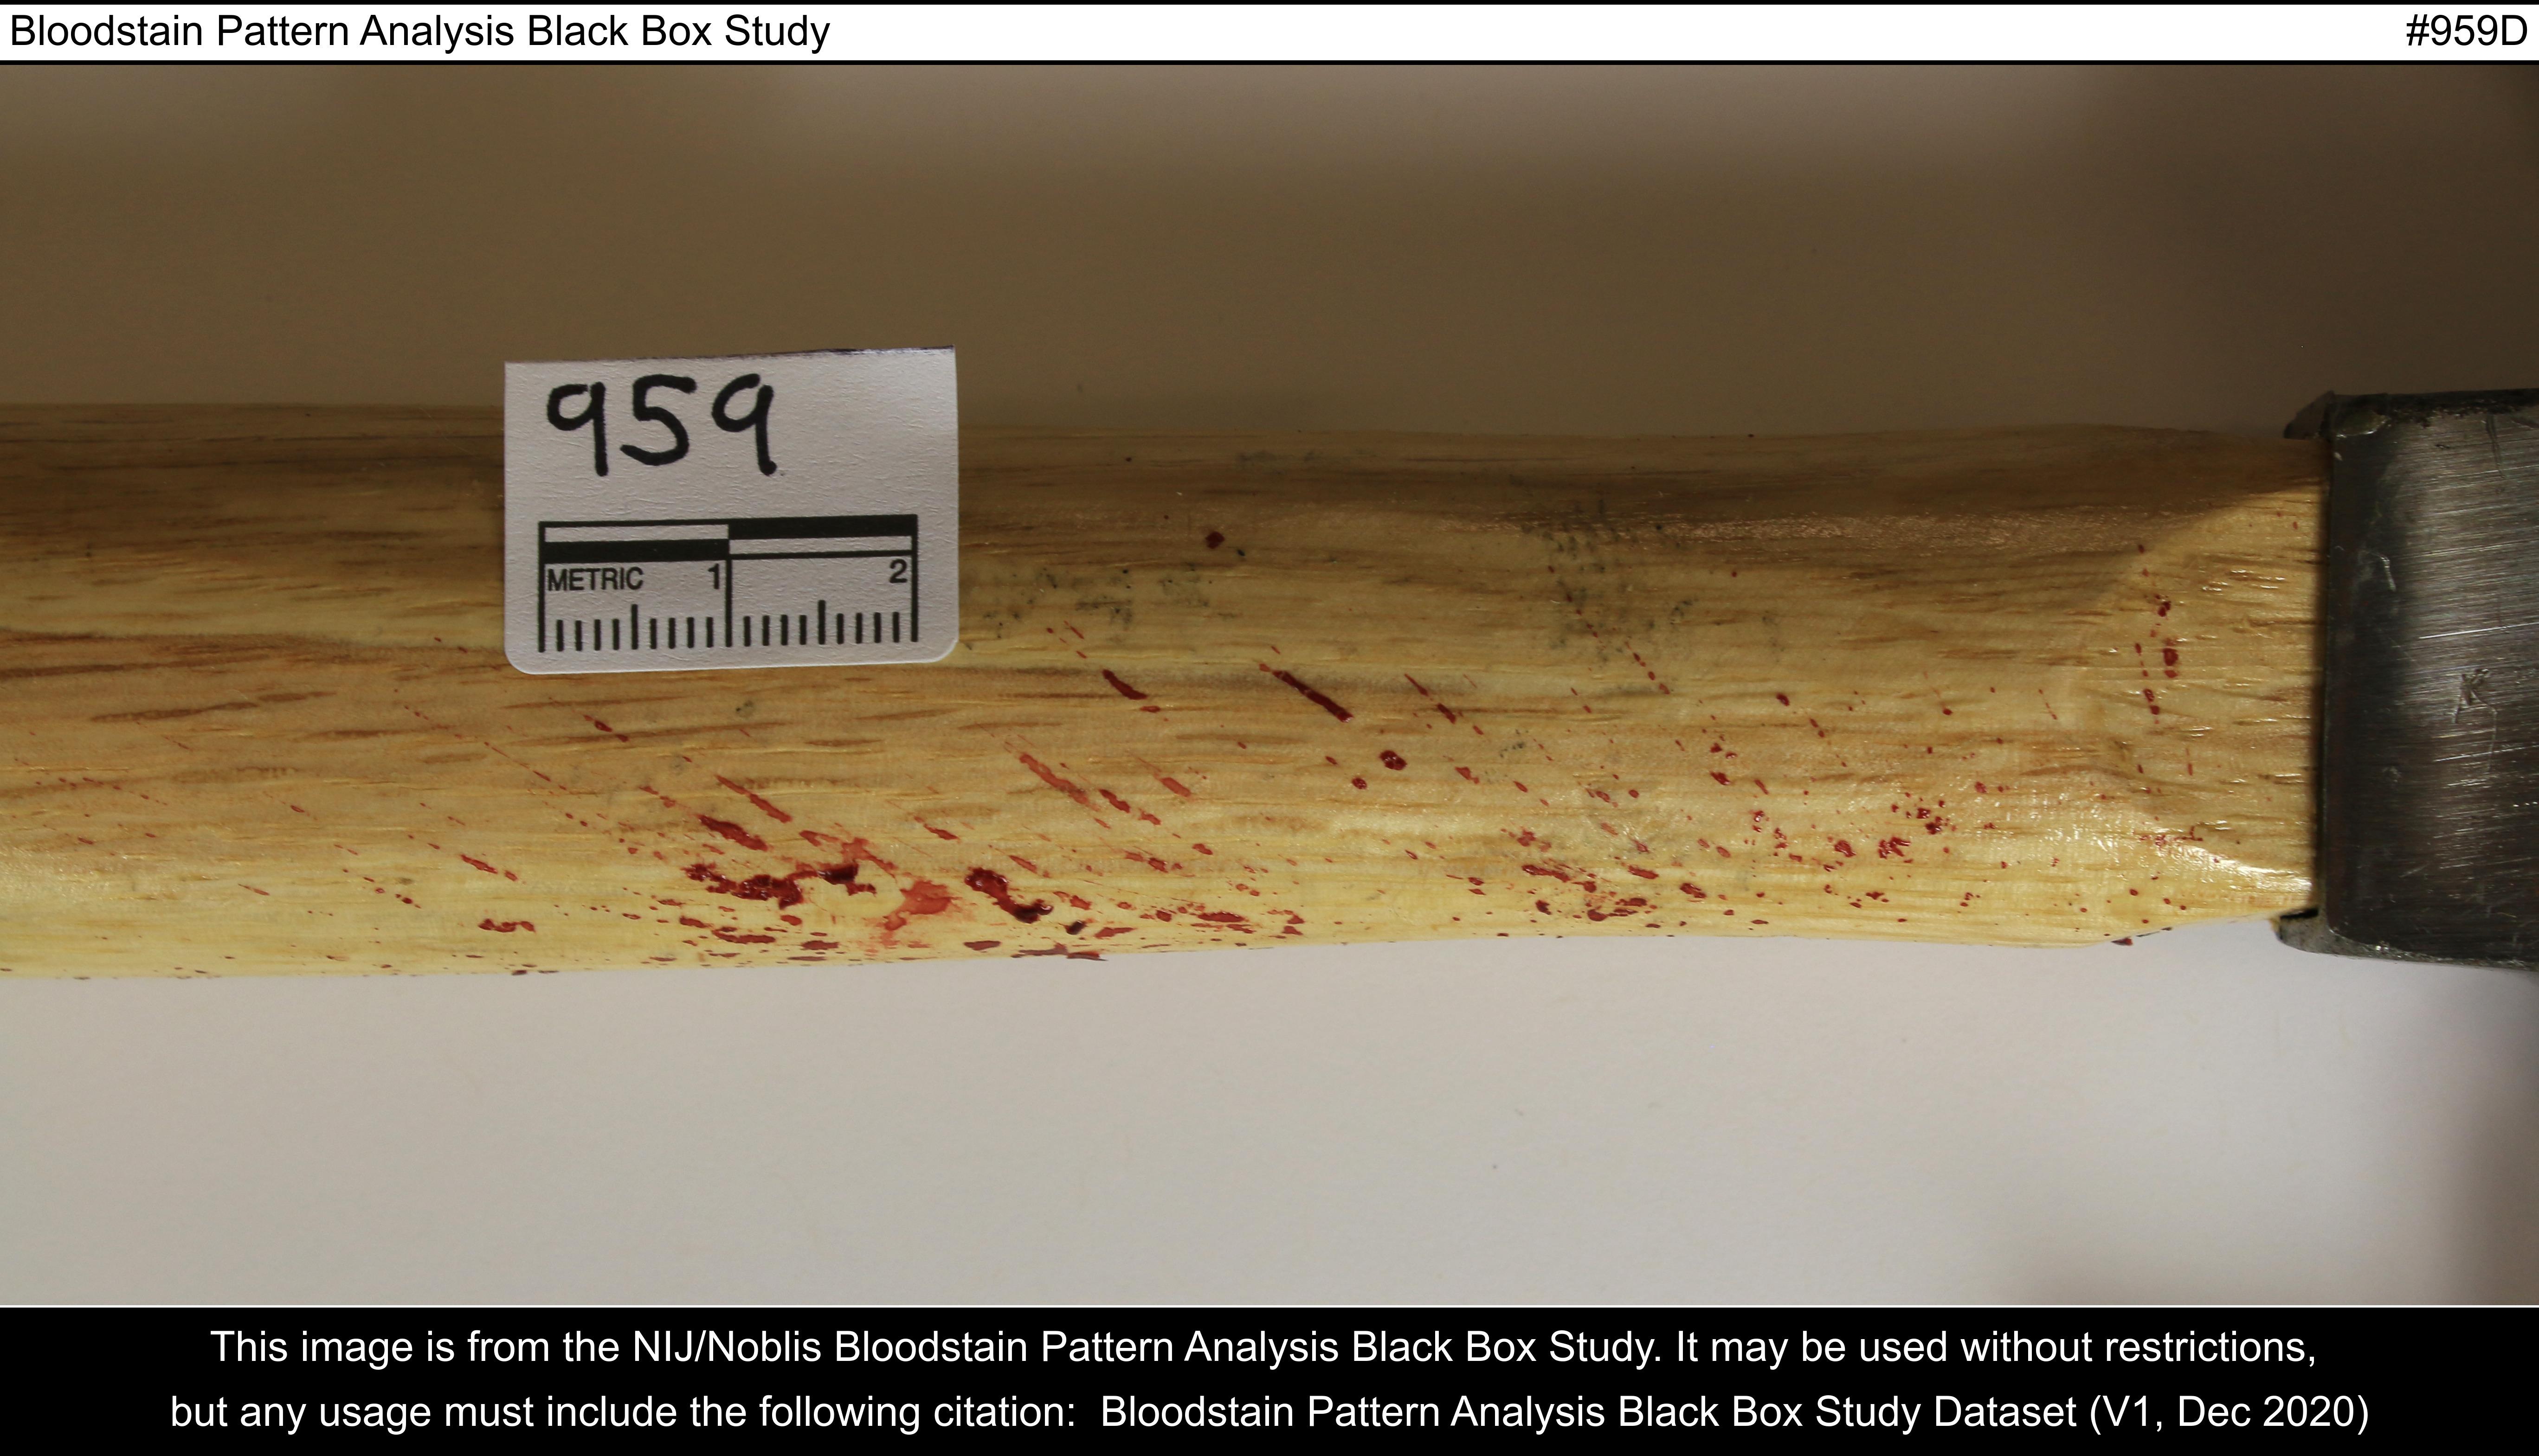 Bloodstain Pattern Analysis Black Box Study #959D
959
METRIC 1 2
K
This image is from the NIJ/Noblis Bloodstain Pattern Analysis Black Box Study. It may be used without restrictions,
but any usage must include the following citation: Bloodstain Pattern Analysis Black Box Study Dataset (V1, Dec 2020)